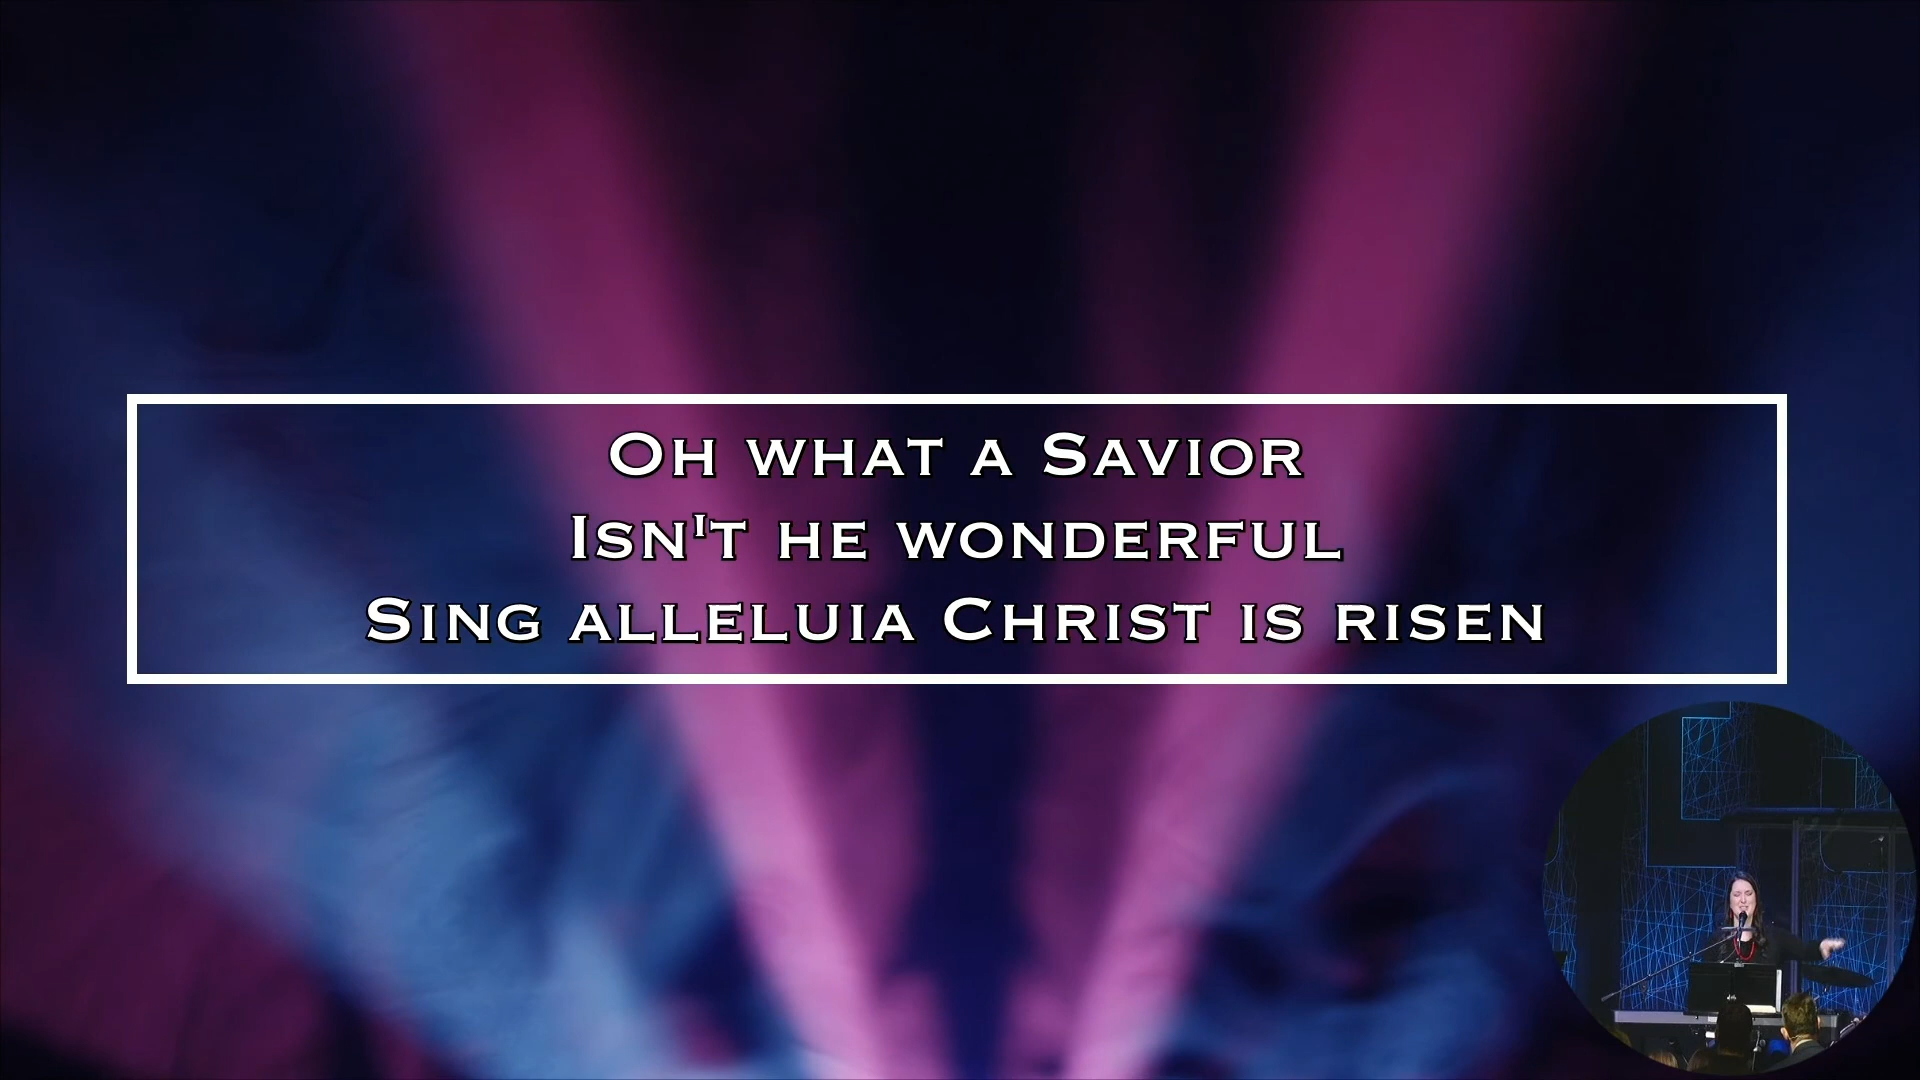 Oh what a Savior
Isn't he wonderful
Sing alleluia Christ is risen